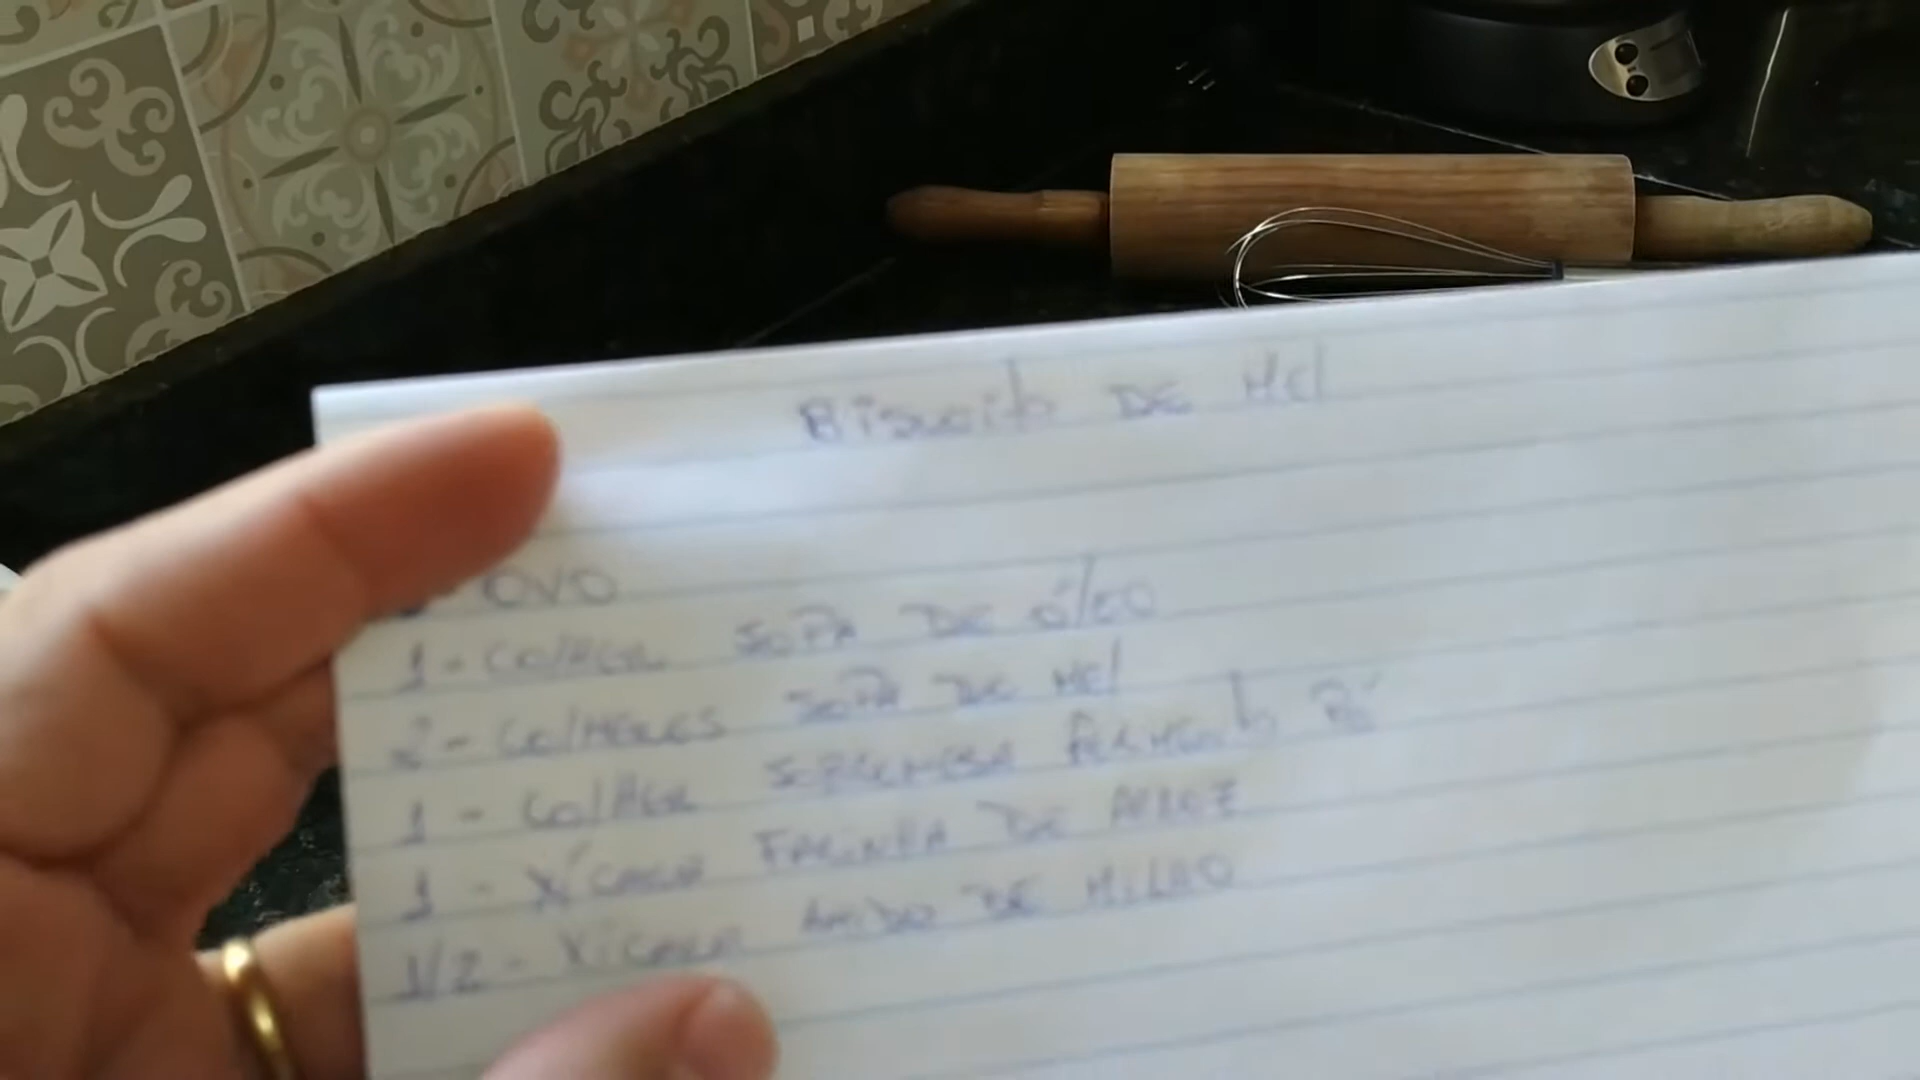 Biscoito DE Mel
OVO
1 - Colher SOPA DE óleo
2 - Colheres SOPA DE Mel
1 - Colher SOBREMESA fermento Pó
1 - Xícara FARINHA DE ARROZ
1/2 - Xícara AMIDO DE MILHO